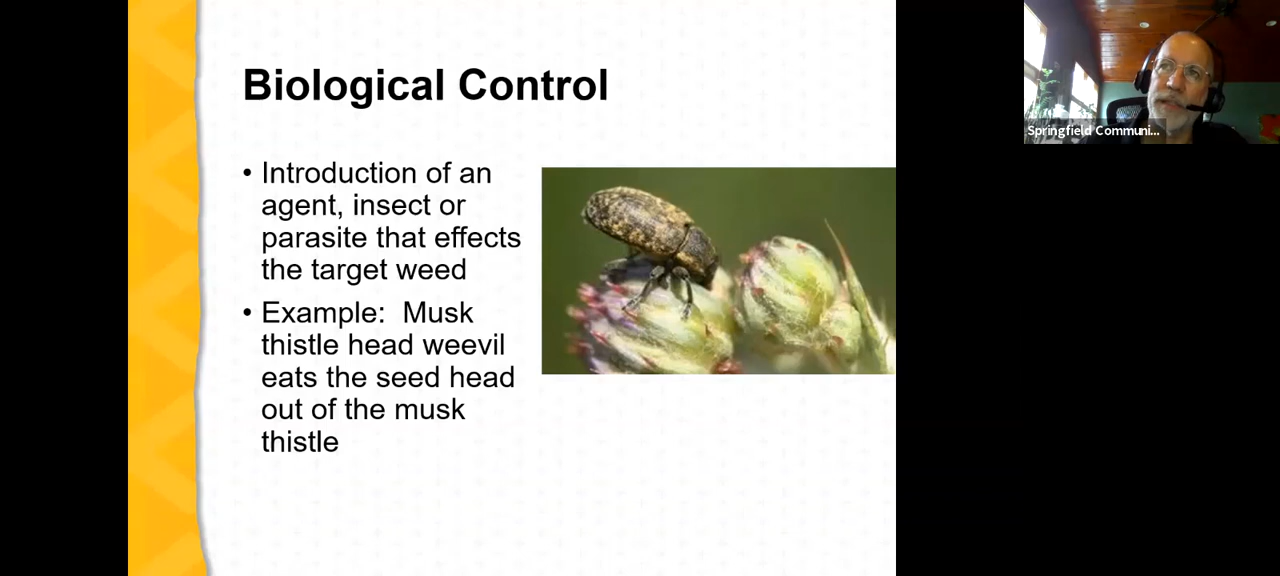 Biological Control
• Introduction of an
agent, insect or
parasite that effects
the target weed
• Example:  Musk
thistle head weevil
eats the seed head
out of the musk
thistle
Springfield Communi...